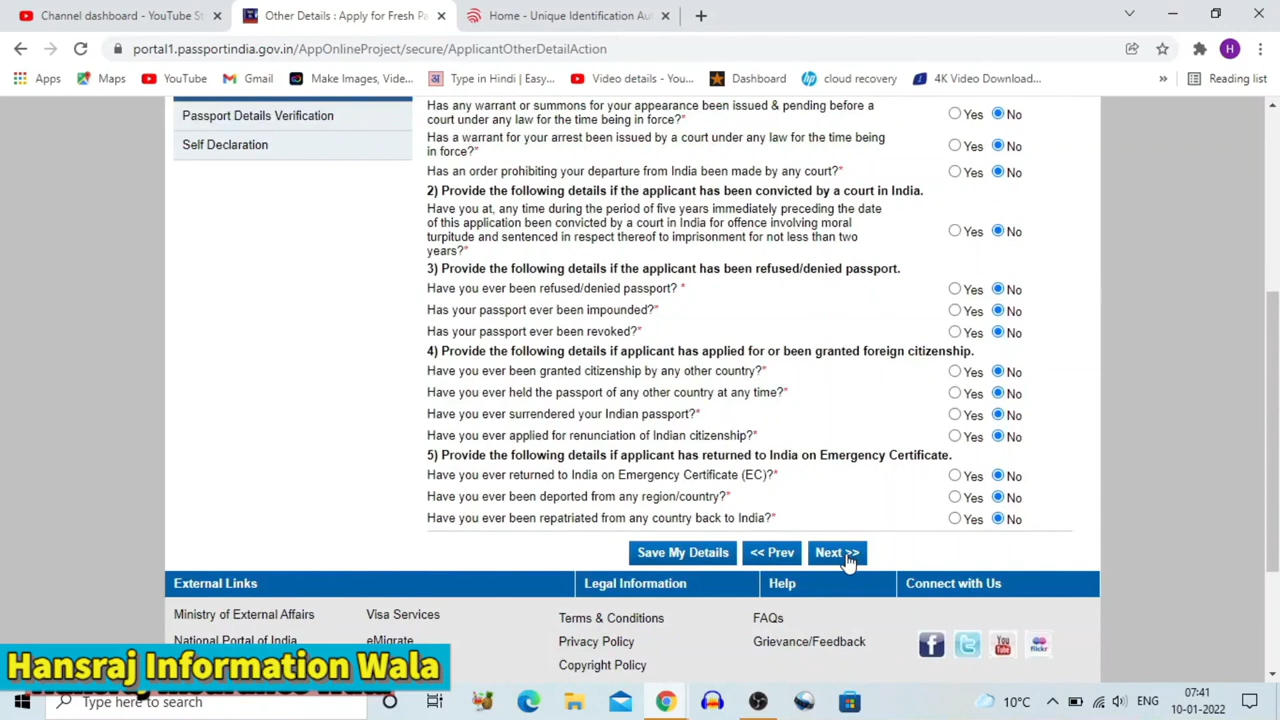 Channel dashboard - YouTube St
Other Details : Apply for Fresh Pa
Home - Unique Identification Aut
portal1.passportindia.gov.in/AppOnlineProject/secure/ApplicantOtherDetailAction
H
Apps
Maps
YouTube
Gmail
Make Images, Vide...
अ Type in Hindi | Easy...
Video details - You...
Dashboard
hp cloud recovery
4K Video Download...
»
Reading list
Passport Details Verification
Self Declaration
Has any warrant or summons for your appearance been issued & pending before a
court under any law for the time being in force?* Yes No
Has a warrant for your arrest been issued by a court under any law for the time being
in force?* Yes No
Has an order prohibiting your departure from India been made by any court?* Yes No
2) Provide the following details if the applicant has been convicted by a court in India.
Have you at, any time during the period of five years immediately preceding the date
of this application been convicted by a court in India for offence involving moral
turpitude and sentenced in respect thereof to imprisonment for not less than two
years?* Yes No
3) Provide the following details if the applicant has been refused/denied passport.
Have you ever been refused/denied passport? * Yes No
Has your passport ever been impounded?* Yes No
Has your passport ever been revoked?* Yes No
4) Provide the following details if applicant has applied for or been granted foreign citizenship.
Have you ever been granted citizenship by any other country?* Yes No
Have you ever held the passport of any other country at any time?* Yes No
Have you ever surrendered your Indian passport?* Yes No
Have you ever applied for renunciation of Indian citizenship?* Yes No
5) Provide the following details if applicant has returned to India on Emergency Certificate.
Have you ever returned to India on Emergency Certificate (EC)?* Yes No
Have you ever been deported from any region/country?* Yes No
Have you ever been repatriated from any country back to India?* Yes No
Save My Details << Prev Next >>
External Links Legal Information Help Connect with Us
Ministry of External Affairs Visa Services Terms & Conditions FAQs
National Portal of India eMigrate Privacy Policy Grievance/Feedback
Copyright Policy
You Tube
flickr
Hansraj Information Wala
Type here to search
10°C
ENG
07:41
10-01-2022